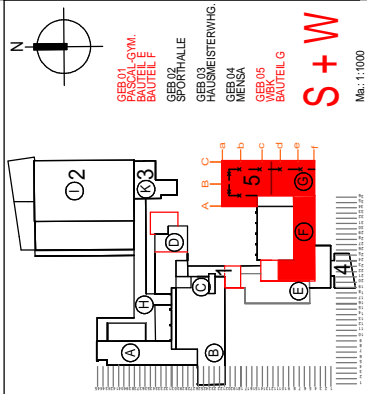 N
GEB 01
PASCAL-GYM.
BAUTEIL E
BAUTEIL F
GEB 02
SPORTHALLE
GEB 03
HAUSMEISTERWHG.
GEB 04
MENSA
GEB 05
WBK
BAUTEIL G
S + W
Ma.: 1:1000
I 2
K 3
H
D
A
C
B
1
E
F
G
5
4
C
B
A
a
b
c
d
e
f